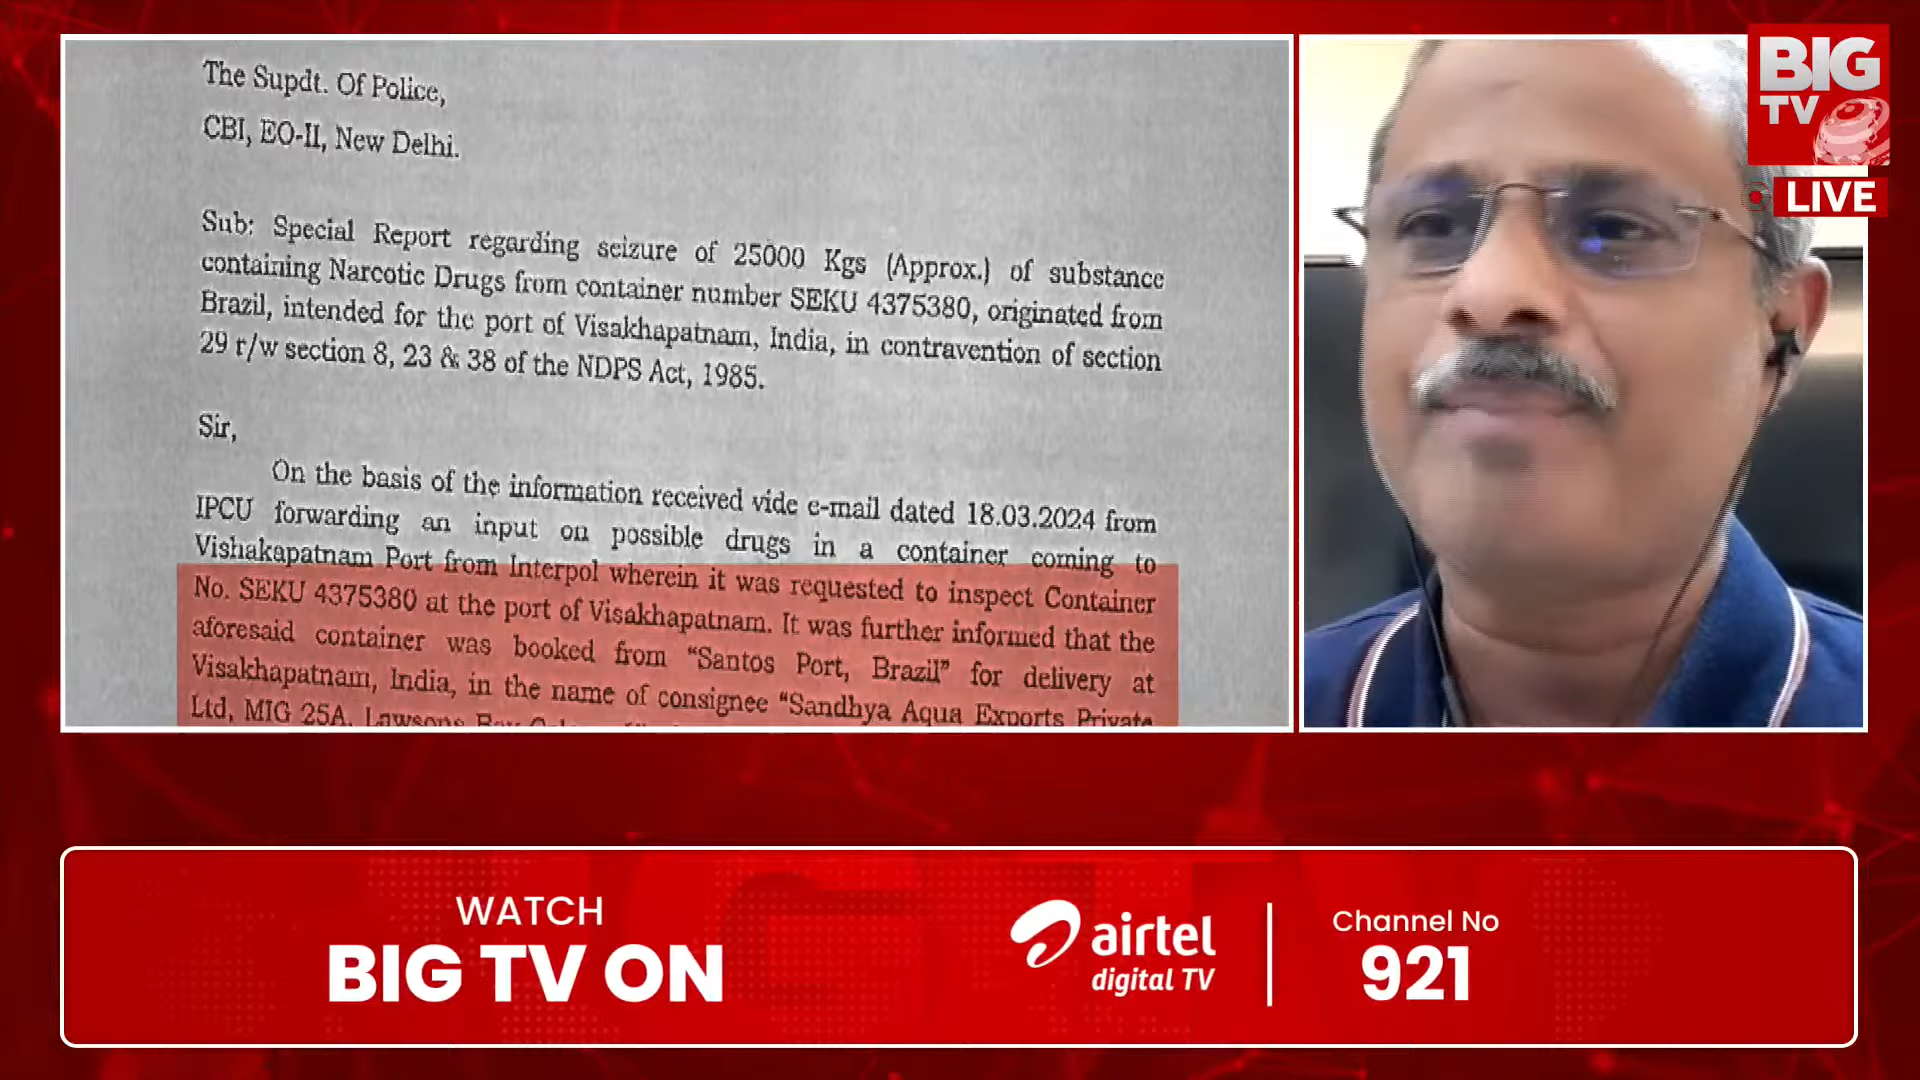 The Supdt. Of Police,
CBI, EO-II, New Delhi.
Sub: Special Report regarding seizure of 25000 Kgs (Approx.) of substance
containing Narcotic Drugs from container number SEKU 4375380, originated from
Brazil, intended for the port of Visakhapatnam, India, in contravention of section
29 r/w section 8, 23 & 38 of the NDPS Act, 1985.
Sir,
On the basis of the information received vide e-mail dated 18.03.2024 from
IPCU forwarding an input on possible drugs in a container coming to
Vishakapatnam Port from Interpol wherein it was requested to inspect Container
No. SEKU 4375380 at the port of Visakhapatnam. It was further informed that the
aforesaid container was booked from “Santos Port, Brazil” for delivery at
Visakhapatnam, India, in the name of consignee “Sandhya Aqua Exports Private
Ltd, MIG 25A, Lawsons Bay
BIG
TV
LIVE
WATCH
BIG TV ON
airtel
digital TV
Channel No
921